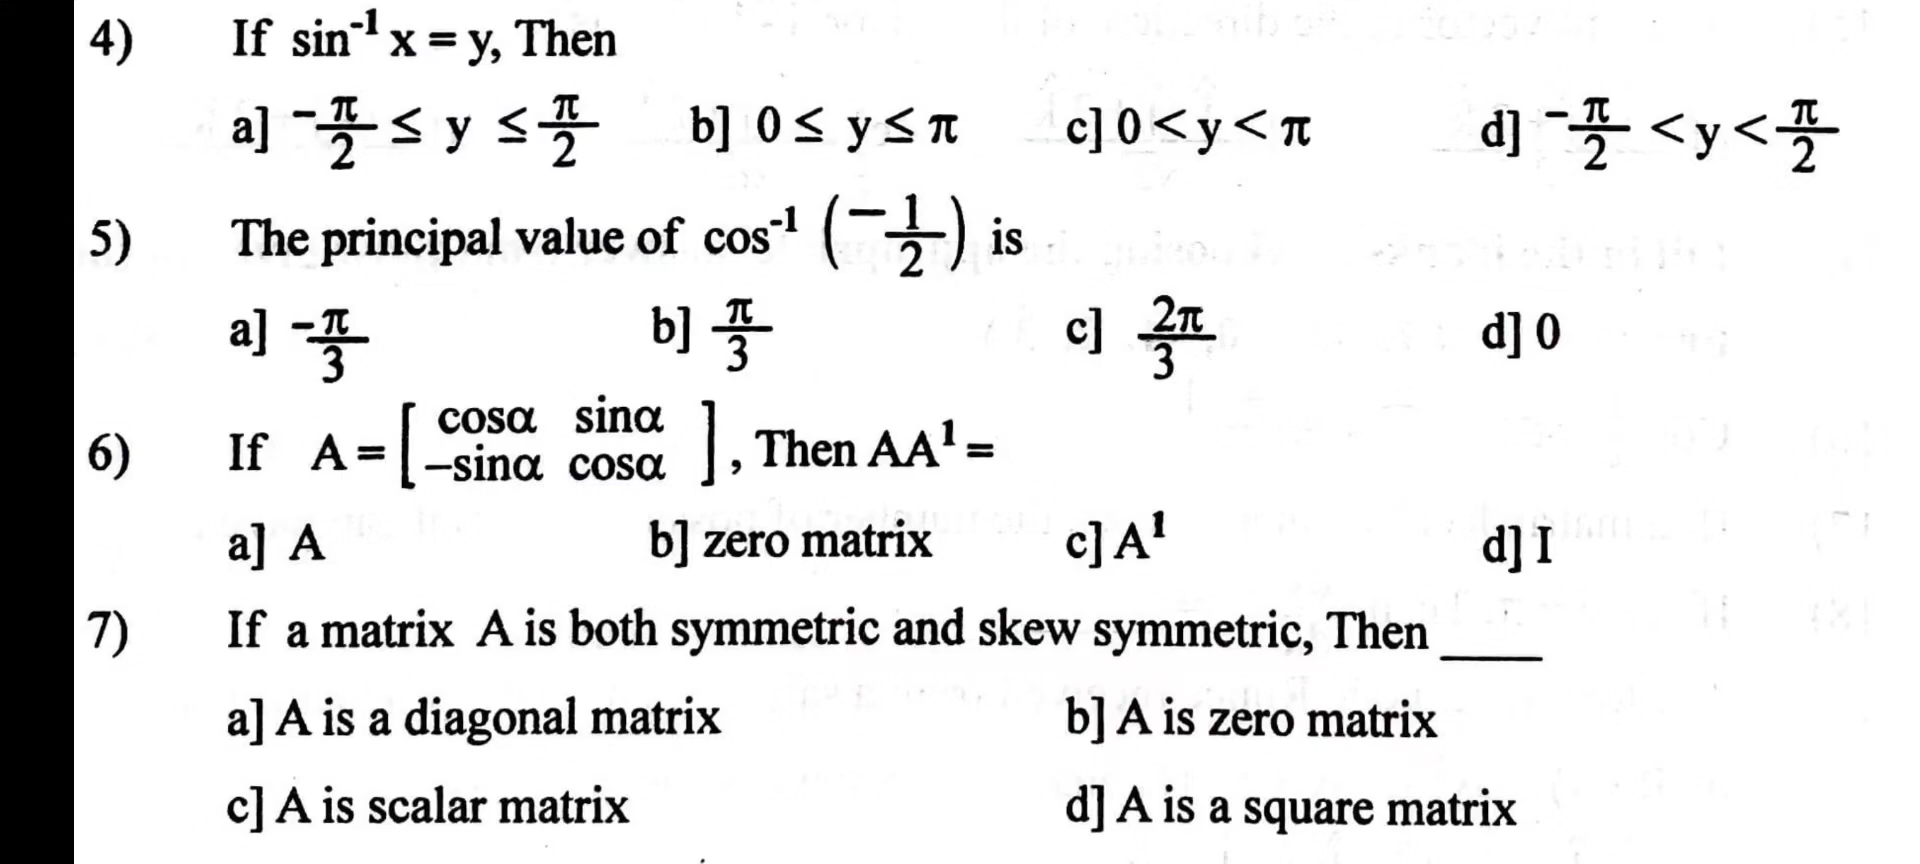 4) If sin⁻¹ x = y, Then
a] -π/2 ≤ y ≤ π/2 b] 0 ≤ y ≤ π c] 0 < y < π d] -π/2 < y < π/2
5) The principal value of cos⁻¹ (-1/2) is
a] -π/3 b] π/3 c] 2π/3 d] 0
6) If A = [cosα sinα
-sinα cosα], Then AA¹ =
a] A b] zero matrix c] A¹ d] I
7) If a matrix A is both symmetric and skew symmetric, Then ____
a] A is a diagonal matrix b] A is zero matrix
c] A is scalar matrix d] A is a square matrix